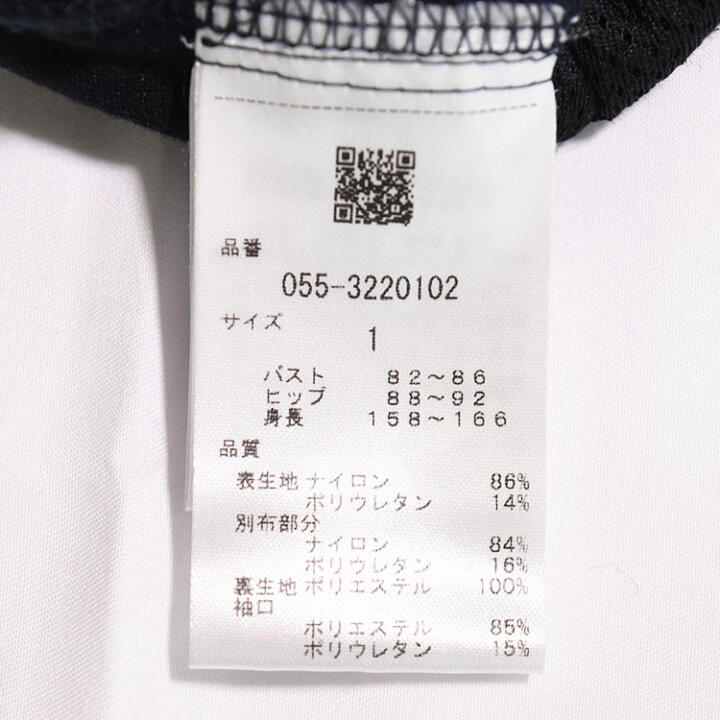 品番
055-3220102
サイズ
1
バスト 82～86
ヒップ 88～92
身長 158～166
品質
表生地 ナイロン 86%
ポリウレタン 14%
別布部分
ナイロン 84%
ポリウレタン 16%
裏生地 ポリエステル 100%
袖口
ポリエステル 85%
ポリウレタン 15%